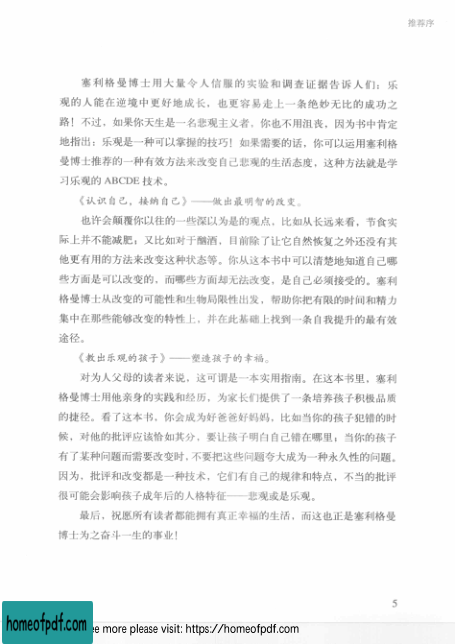 推荐序
塞利格曼博士用大量令人信服的实验和调查证据告诉人们：乐
观的人能在逆境中更好地成长，也更容易走上一条绝妙无比的成功之
路！不过，如果你天生是一名悲观主义者，你也不用沮丧，因为书中肯定
地指出：乐观是一种可以掌握的技巧！如果需要的话，你可以运用塞利格
曼博士推荐的一种有效方法来改变自己悲观的生活态度，这种方法就是学
习乐观的 ABCDE 技术。
《认识自己，接纳自己》——做出最明智的改变。
也许会颠覆你以往的一些深以为是的观点，比如从长远来看，节食实
际上并不能减肥；又比如对于酗酒，目前除了让它自然恢复之外还没有其
他更有用的方法来改变这种状态等。你从这本书中可以清楚地知道自己哪
些方面是可以改变的，而哪些方面却无法改变，是自己必须接受的。塞利
格曼博士从改变的可能性和生物局限性出发，帮助你把有限的时间和精力
集中在那些能够改变的特性上，并在此基础上找到一条自我提升的最有效
途径。
《教出乐观的孩子》——塑造孩子的幸福。
对为人父母的读者来说，这可谓是一本实用指南。在这本书里，塞利
格曼博士用他亲身的实践和经历，为家长们提供了一条培养孩子积极品质
的捷径。看了这本书，你会成为好爸爸好妈妈，比如当你的孩子犯错的时
候，对他的批评应该恰如其分，要让孩子明白自己错在哪里；当你的孩子
有了某种问题而需要改变时，不要把这些问题夸大成为一种永久性的问题。
因为，批评和改变都是一种技术，它们有自己的规律和特点，不当的批评
很可能会影响孩子成年后的人格特征——悲观或是乐观。
最后，祝愿所有读者都能拥有真正幸福的生活，而这也正是塞利格曼
博士为之奋斗一生的事业！
5
homeofpdf.com
ee more please visit: https://homeofpdf.com